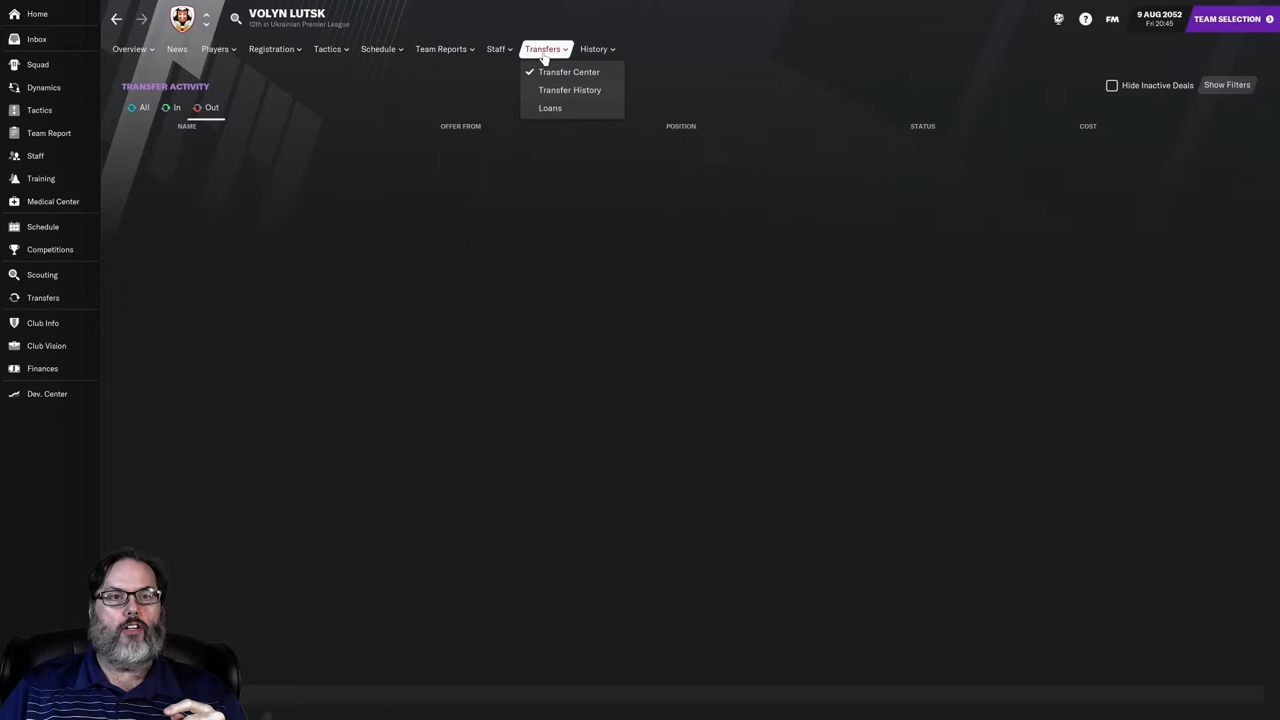 Home
Inbox
Squad
Dynamics
Tactics
Team Report
Staff
Training
Medical Center
Schedule
Competitions
Scouting
Transfers
Club Info
Club Vision
Finances
Dev. Center
VOLYN LUTSK
12th in Ukrainian Premier League
FM
9 AUG 2052
Fri 20:45
TEAM SELECTION
Overview News Players Registration Tactics Schedule Team Reports Staff Transfers History
Transfer Center
Transfer History
Loans
TRANSFER ACTIVITY
Hide Inactive Deals Show Filters
All In Out
NAME OFFER FROM POSITION STATUS COST